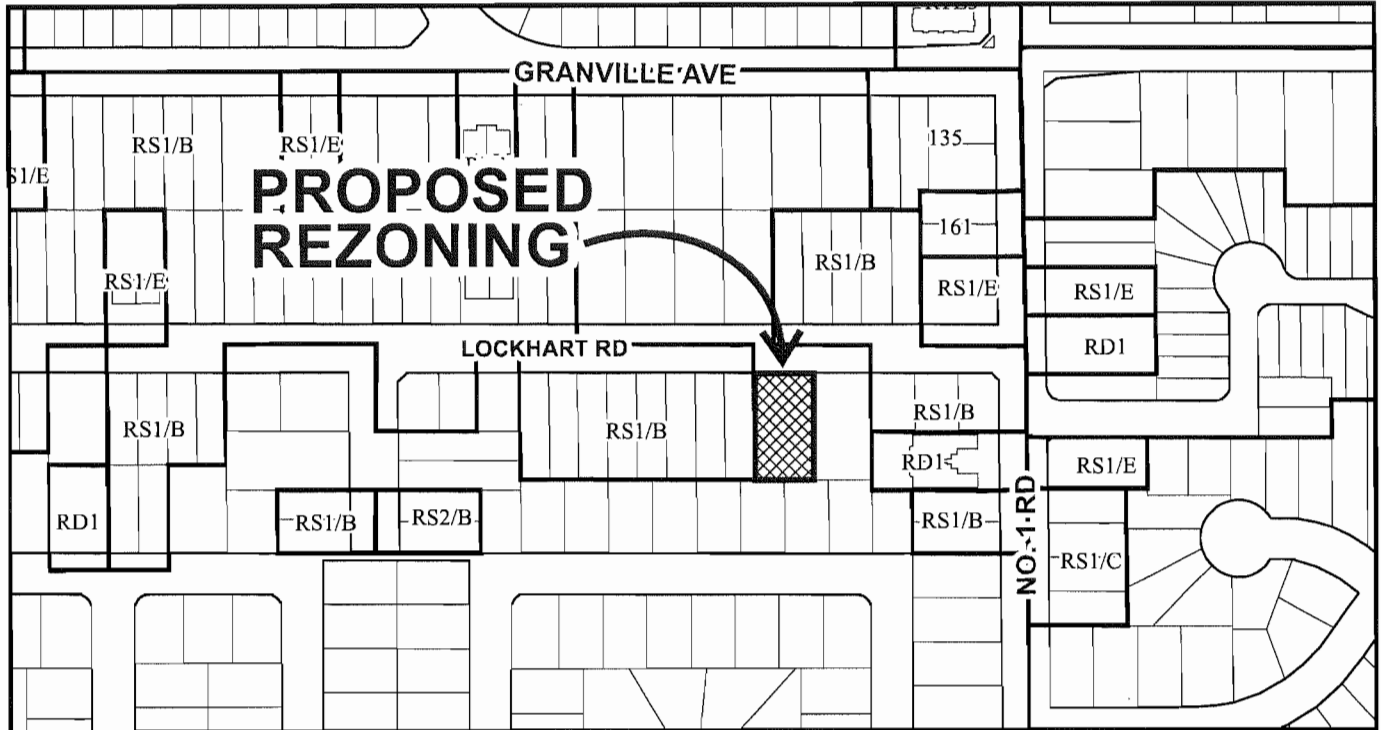 GRANVILLE AVE
RS1/B
RS1/E
135
S1/E
PROPOSED
REZONING
161
RS1/E
RS1/B
RS1/E
RS1/E
RD1
LOCKHART RD
RS1/B
RS1/B
RS1/B
RD1
RS1/E
RD1
RS1/B
RS2/B
RS1/B
NO. 1 RD
RS1/C